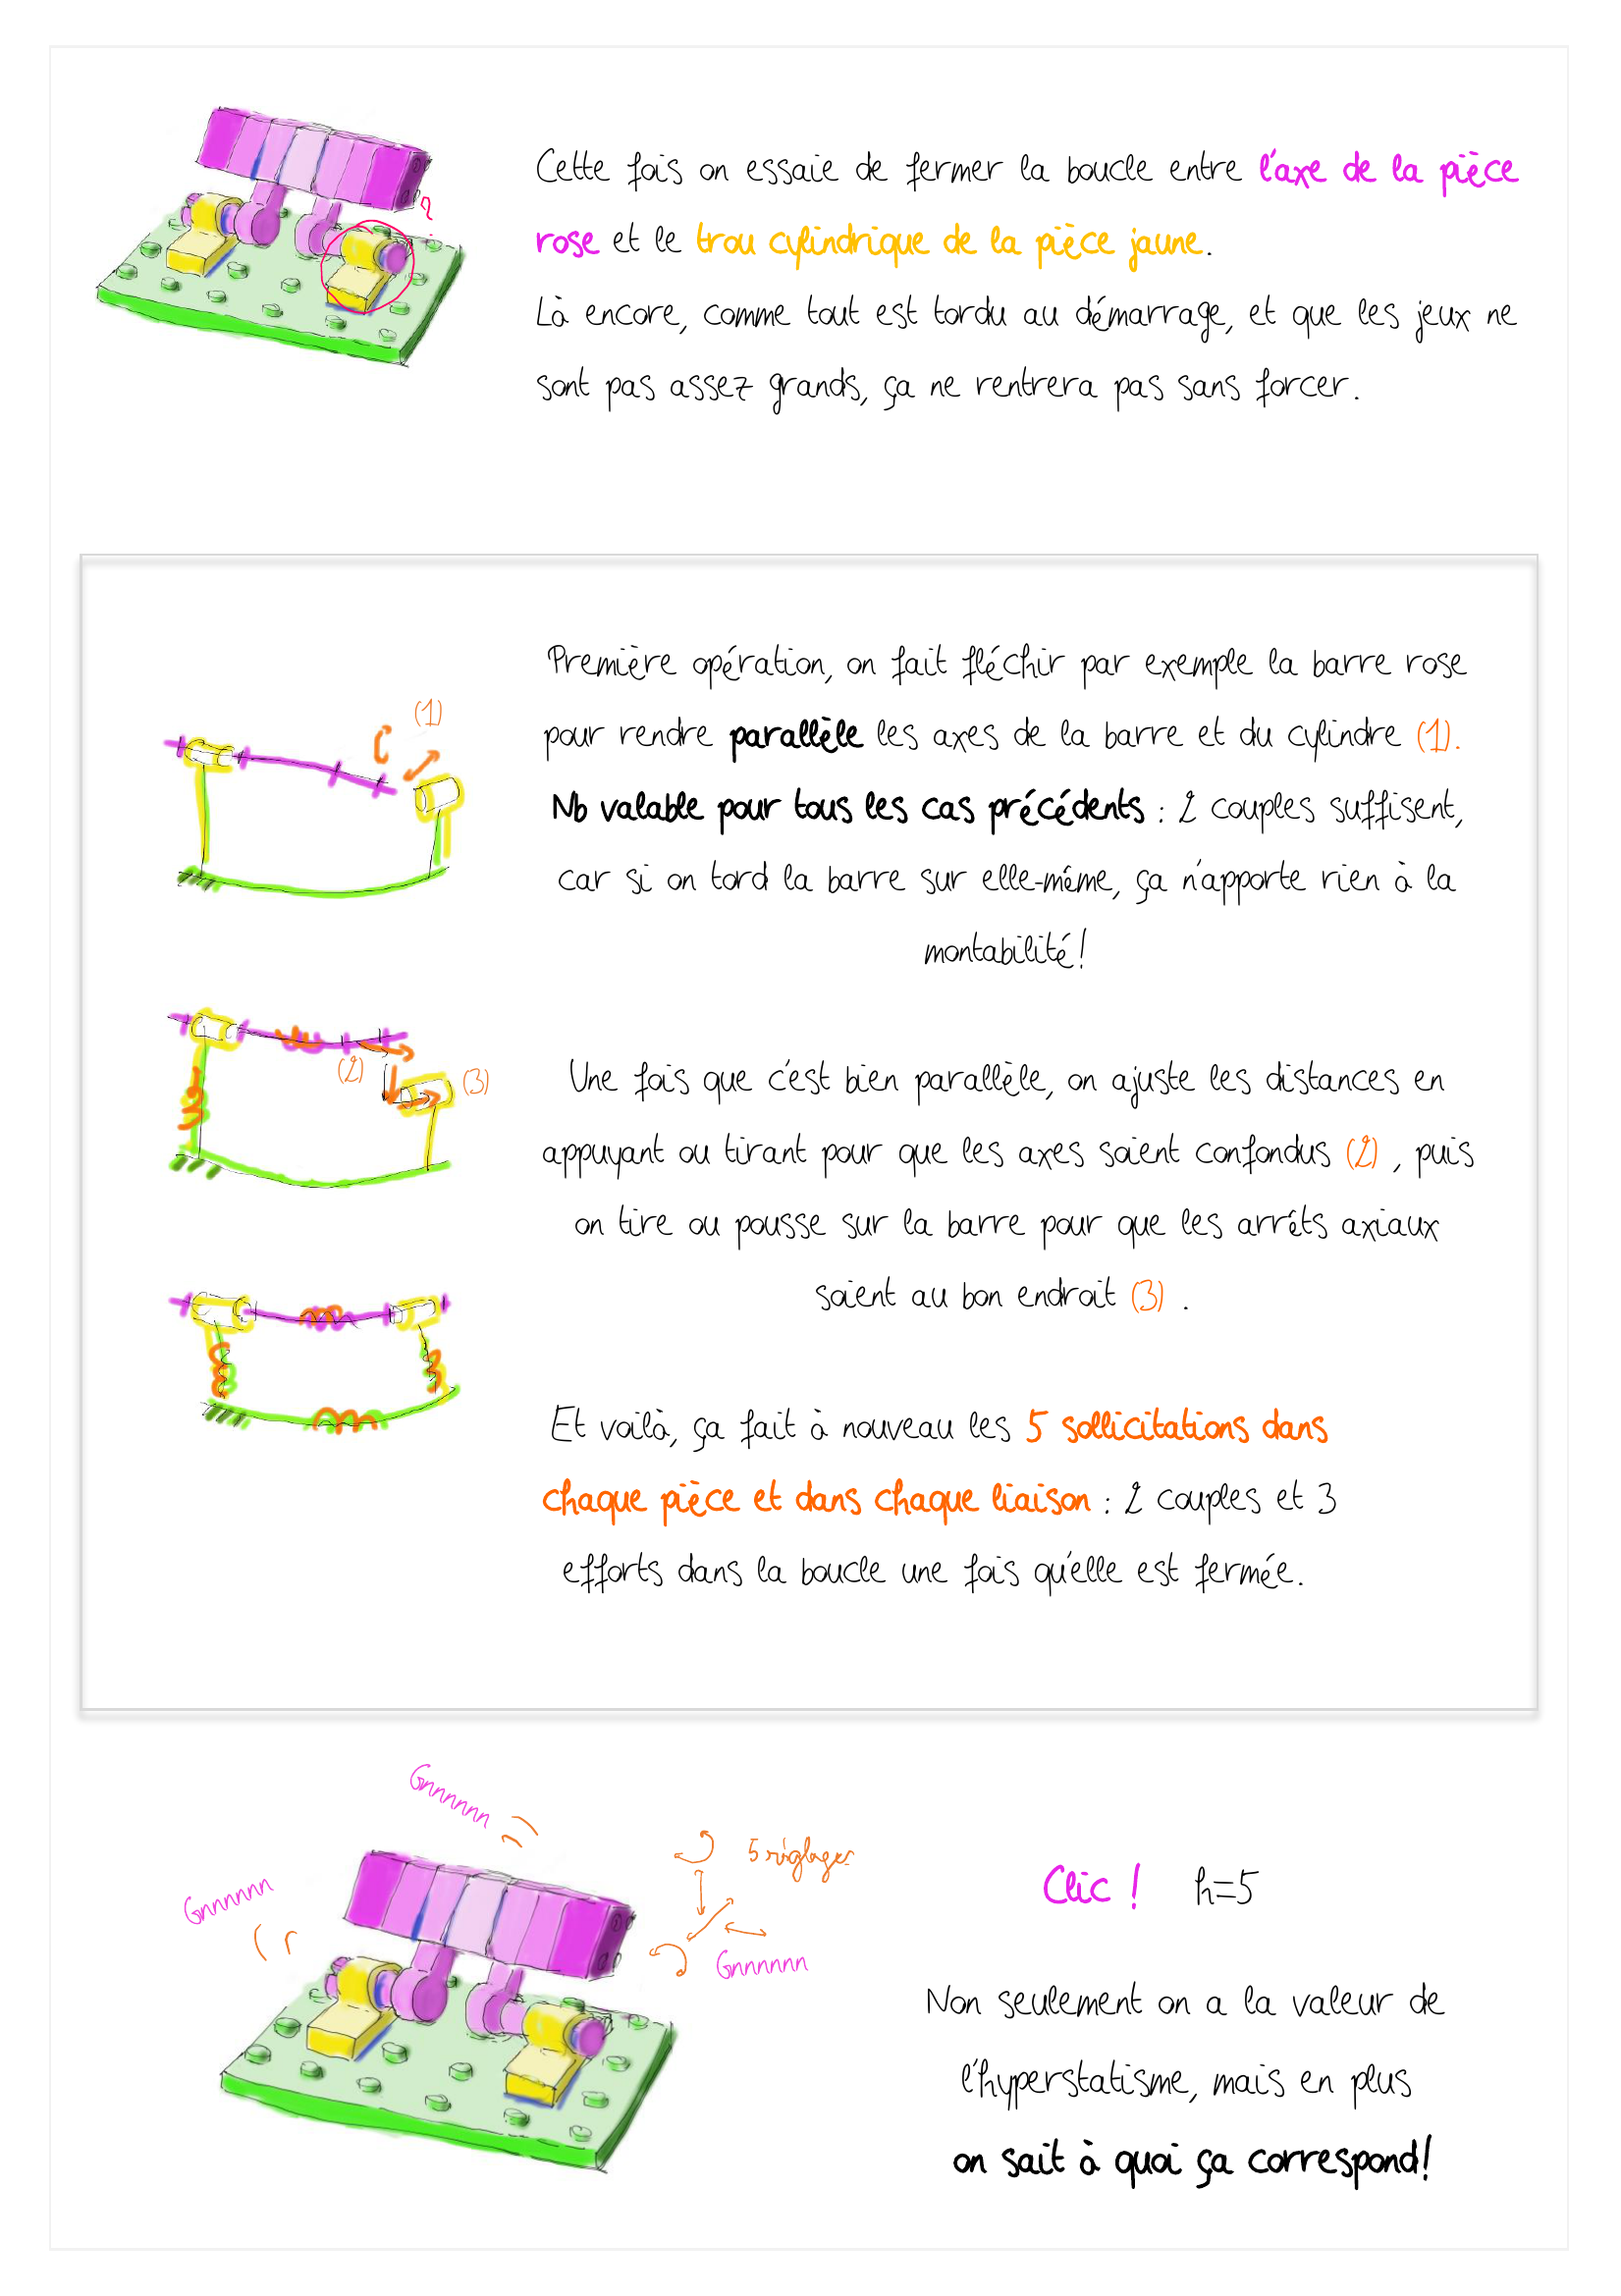 Cette fois on essaie de fermer la boucle entre l'axe de la pièce
rose et le trou cylindrique de la pièce jaune.
?
Là encore, comme tout est tordu au démarrage, et que les jeux ne
sont pas assez grands, ça ne rentrera pas sans forcer.
Première opération, on fait fléchir par exemple la barre rose
(1)
pour rendre parallèle les axes de la barre et du cylindre (1).
Nb valable pour tous les cas précédents : 2 couples suffisent,
car si on tord la barre sur elle-même, ça n'apporte rien à la
montabilité!
Une fois que c'est bien parallèle, on ajuste les distances en
(2)
(3)
appuyant ou tirant pour que les axes soient confondus (2) , puis
on tire ou pousse sur la barre pour que les arrêts axiaux
soient au bon endroit (3) .
Et voilà, ça fait à nouveau les 5 sollicitations dans
chaque pièce et dans chaque liaison : 2 couples et 3
efforts dans la boucle une fois qu'elle est fermée.
Gnnnnnn
5 réglages
Gnnnnnn
Gnnnnnn
Clic ! h=5
Non seulement on a la valeur de
l'hyperstatisme, mais en plus
on sait à quoi ça correspond!